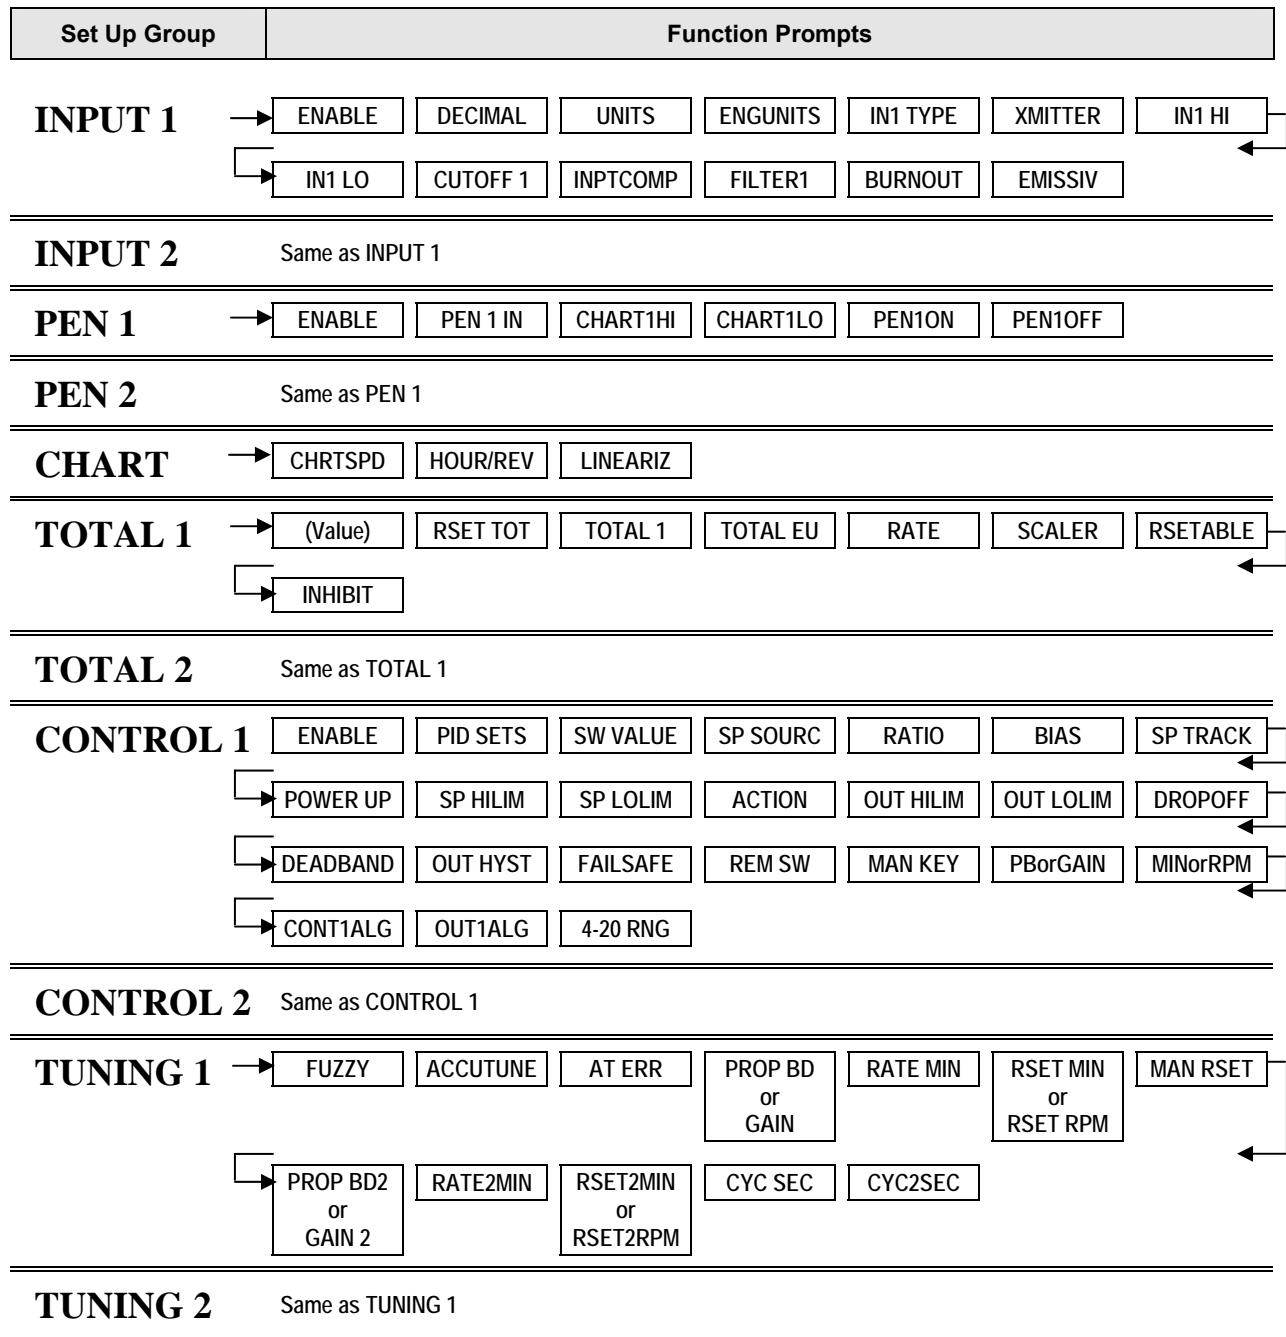 Set Up Group Function Prompts
INPUT 1 ENABLE DECIMAL UNITS ENGUNITS IN1 TYPE XMITTER IN1 HI
IN1 LO CUTOFF 1 INPTCOMP FILTER1 BURNOUT EMISSIV
INPUT 2 Same as INPUT 1
PEN 1 ENABLE PEN 1 IN CHART1HI CHART1LO PEN1ON PEN1OFF
PEN 2 Same as PEN 1
CHART CHRTSPD HOUR/REV LINEARIZ
TOTAL 1 (Value) RSET TOT TOTAL 1 TOTAL EU RATE SCALER RSETABLE
INHIBIT
TOTAL 2 Same as TOTAL 1
CONTROL 1 ENABLE PID SETS SW VALUE SP SOURC RATIO BIAS SP TRACK
POWER UP SP HILIM SP LOLIM ACTION OUT HILIM OUT LOLIM DROPOFF
DEADBAND OUT HYST FAILSAFE REM SW MAN KEY PBorGAIN MINorRPM
CONT1ALG OUT1ALG 4-20 RNG
CONTROL 2 Same as CONTROL 1
TUNING 1 FUZZY ACCUTUNE AT ERR PROP BD RATE MIN RSET MIN MAN RSET
or or
GAIN RSET RPM
PROP BD2 RATE2MIN RSET2MIN CYC SEC CYC2SEC
or or
GAIN 2 RSET2RPM
TUNING 2 Same as TUNING 1